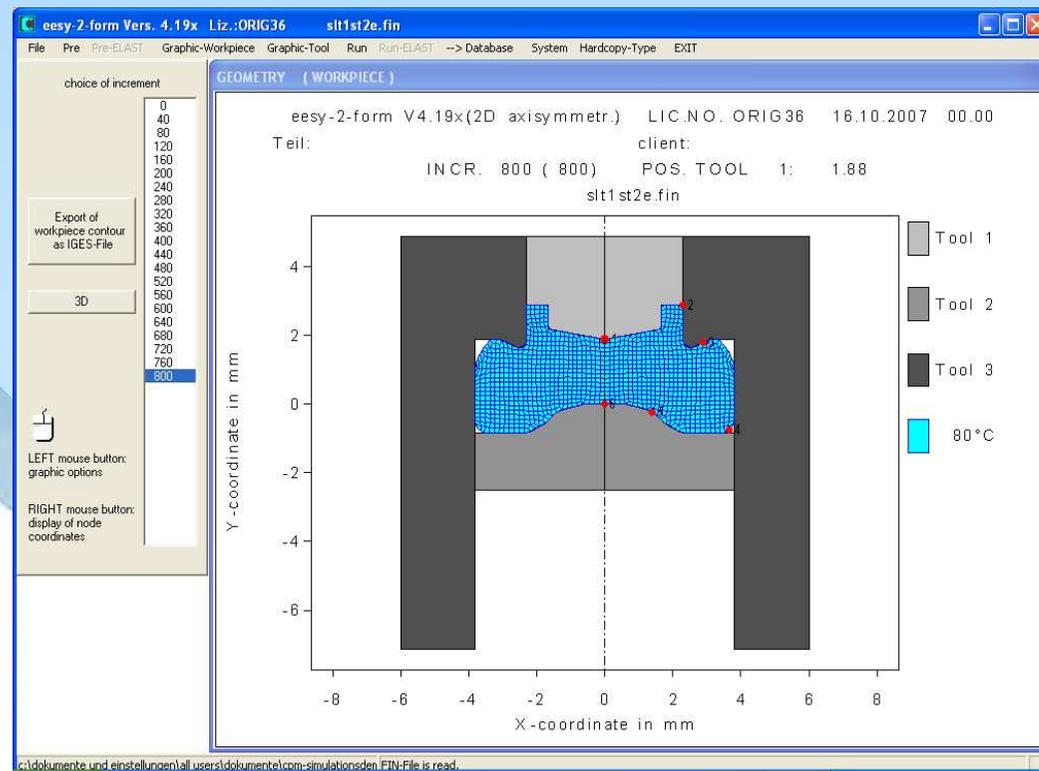 eesy-2-form Vers. 4.19x Liz.:ORIG36 slt1st2e.fin
File Pre Pre-ELAST Graphic-Workpiece Graphic-Tool Run Run-ELAST --> Database System Hardcopy-Type EXIT
choice of increment
0
40
80
120
160
200
240
280
320
360
400
440
480
520
560
600
640
680
720
760
800
Export of
workpiece contour
as IGES-File
3D
LEFT mouse button:
graphic options
RIGHT mouse button:
display of node
coordinates
GEOMETRY ( WORKPIECE )
eesy-2-form V4.19x(2D axisymmetr.) LIC.NO. ORIG36 16.10.2007 00.00
Teil: client:
INCR. 800 ( 800) POS. TOOL 1: 1.88
slt1st2e.fin
Y-coordinate in mm
4
2
0
-2
-4
-6
2
4
6
-8 -6 -4 -2 0 2 4 6 8
X-coordinate in mm
Tool 1
Tool 2
Tool 3
80°C
c:\dokumente und einstellungen\all users\dokumente\cpm-simulationsden FIN-File is read.